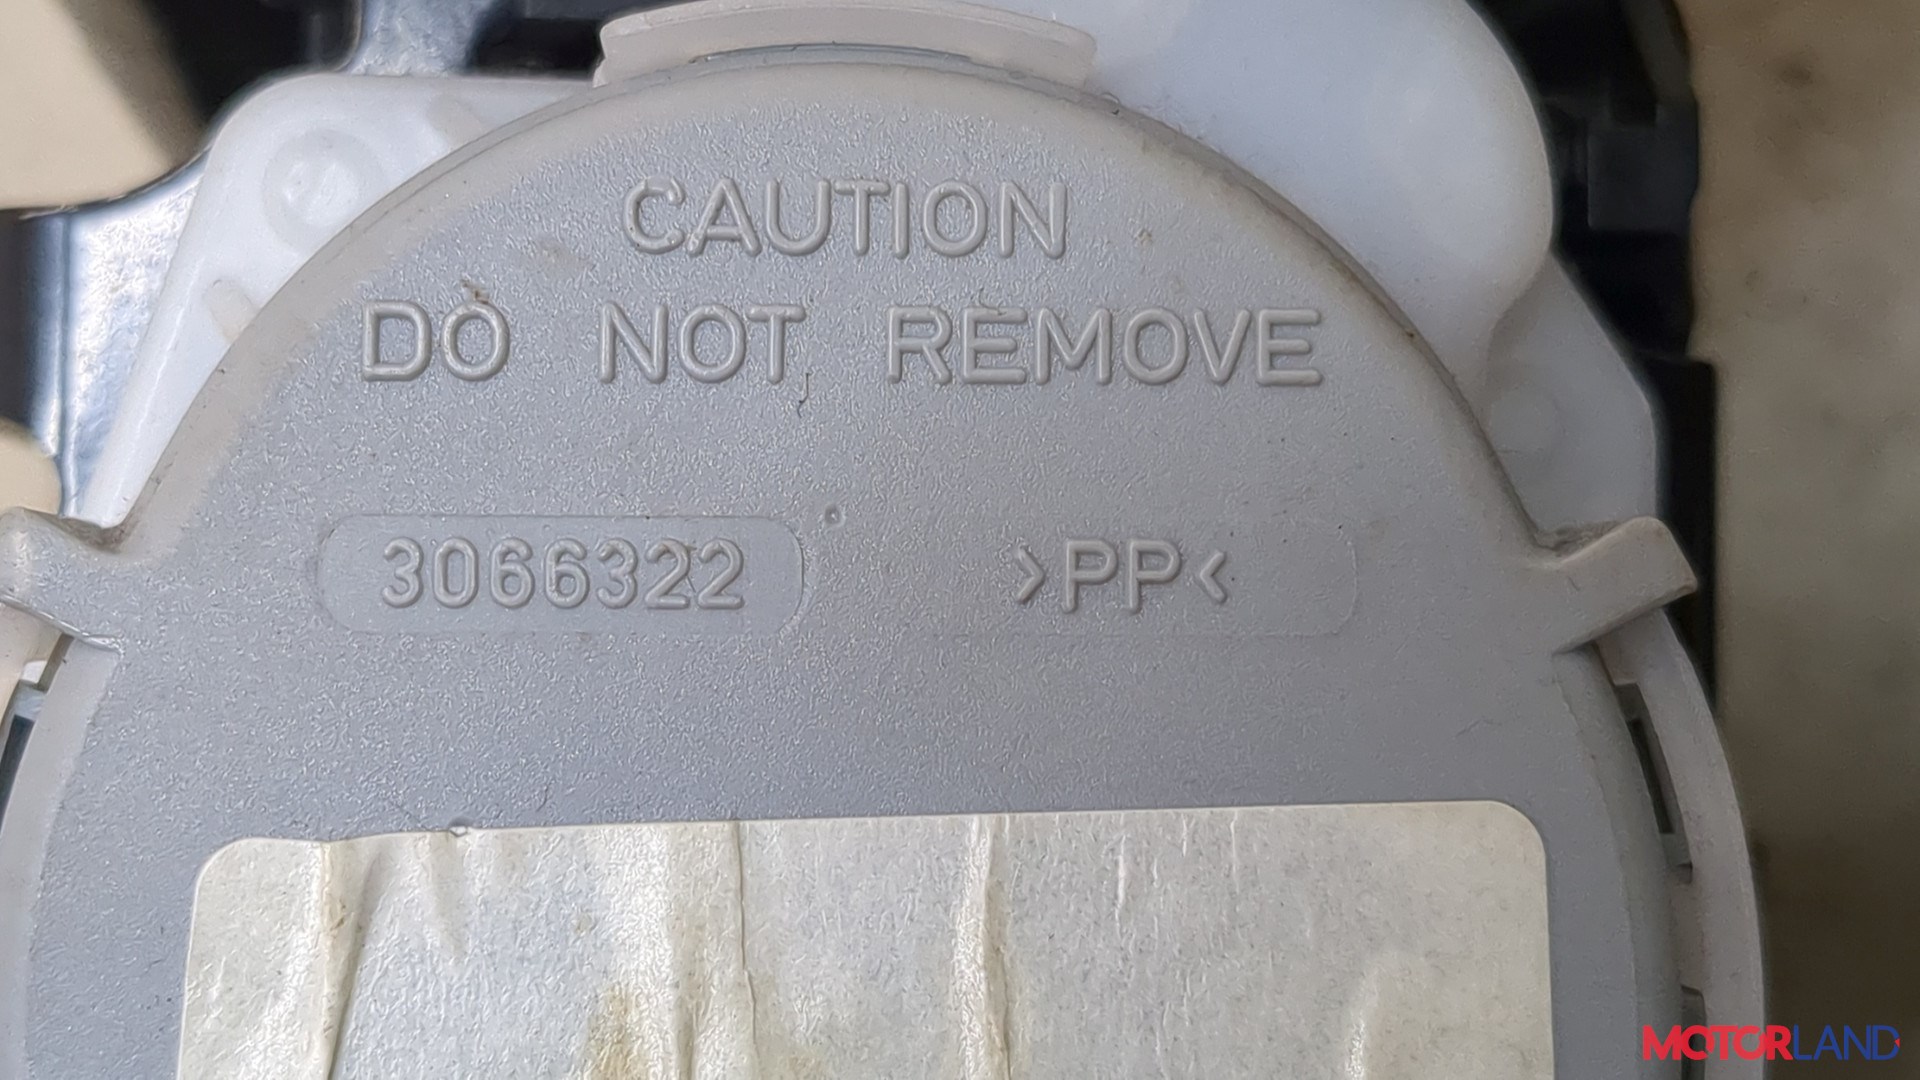 CAUTION
DO NOT REMOVE
3066322 >PP<
MOTORLAND